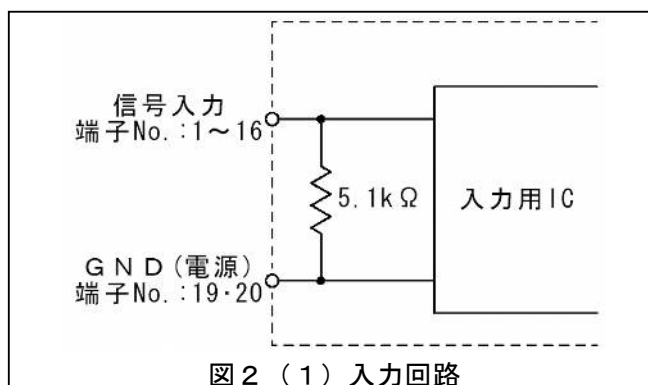 信号入力
端子No.:1～16
5.1kΩ
入力用IC
GND(電源)
端子No.:19・20
図2(1)入力回路